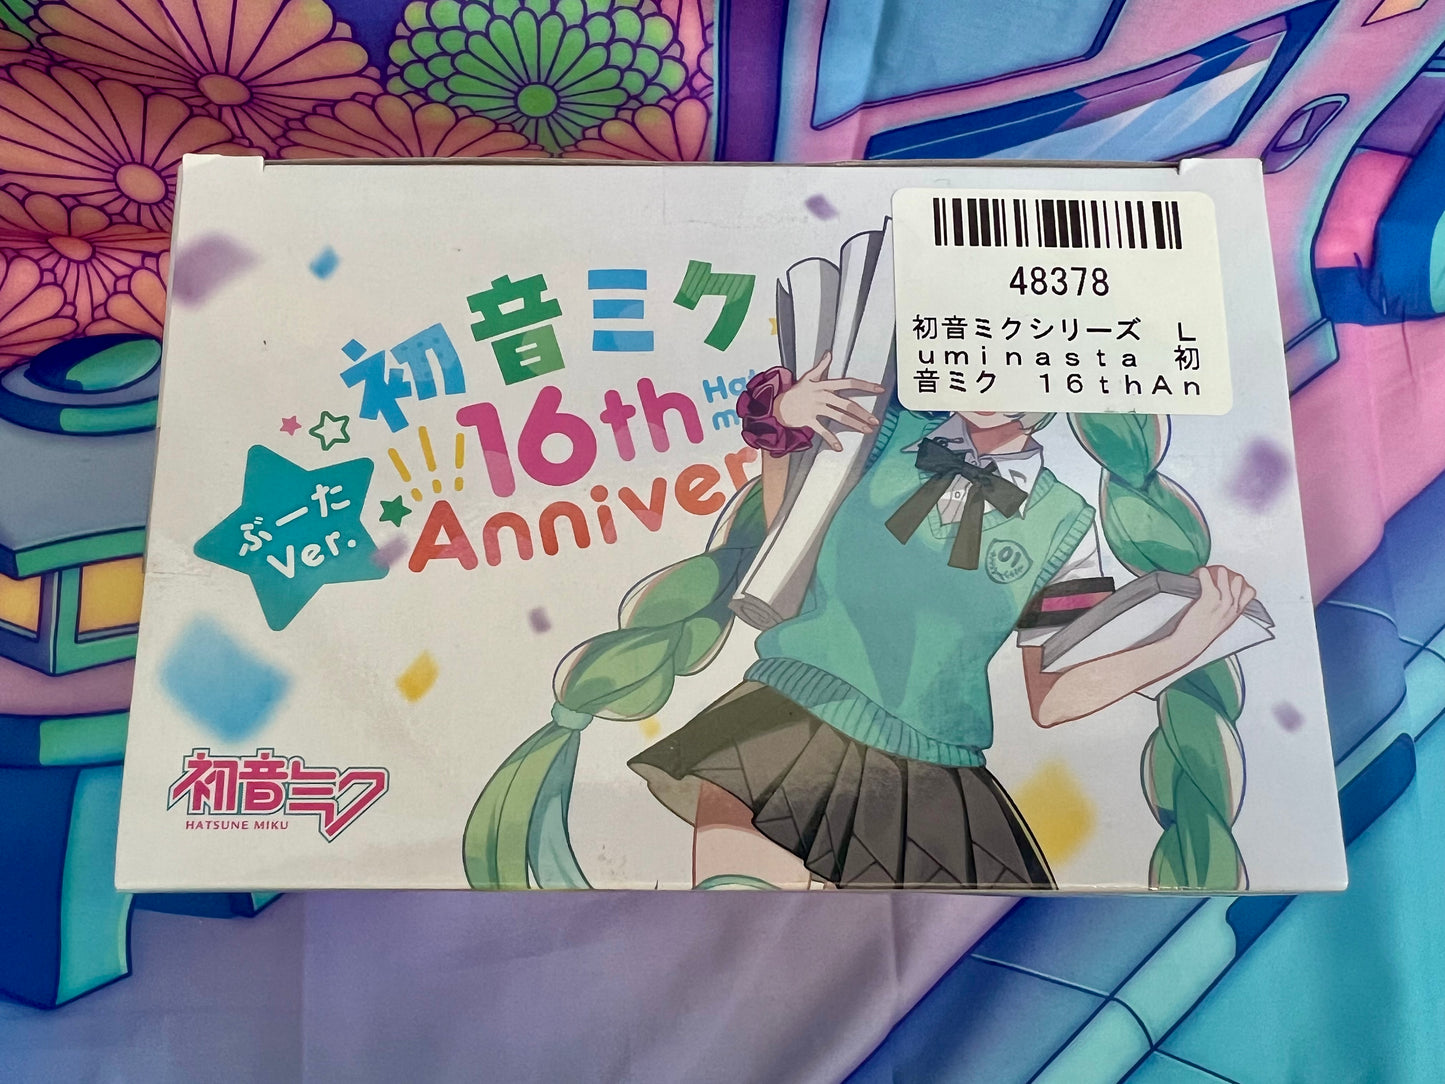 48378
初音ミクシリーズ　L
uminasta　初
音ミク　16thAn
初音ミク
!!!16th
Anniver
ぶーた
Ver.
01
初音ミク
HATSUNE MIKU